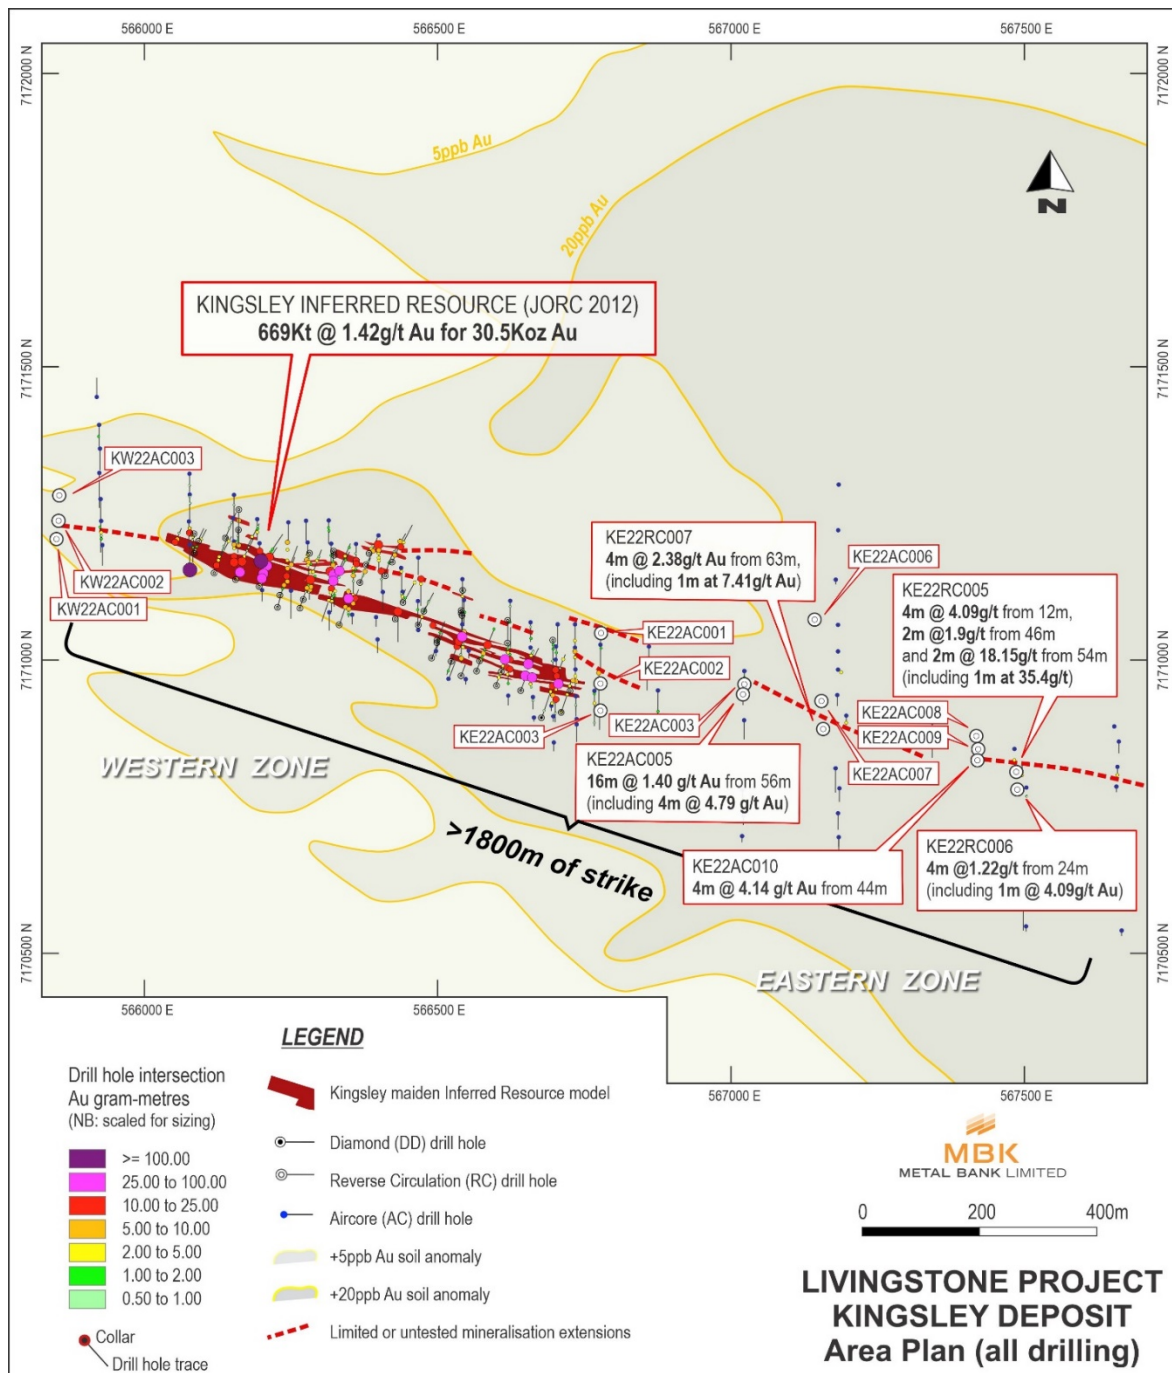 566000 E
566500 E
567000 E
567500 E
7172000 N
7172000 N
5ppb Au
20ppb Au
N
KINGSLEY INFERRED RESOURCE (JORC 2012)
669Kt @ 1.42g/t Au for 30.5Koz Au
7171500 N
7171500 N
KW22AC003
KW22AC002
KW22AC001
KE22RC007
4m @ 2.38g/t Au from 63m,
(including 1m at 7.41g/t Au)
KE22AC006
KE22RC005
4m @ 4.09g/t from 12m,
2m @1.9g/t from 46m
and 2m @ 18.15g/t from 54m
(including 1m at 35.4g/t)
KE22AC001
KE22AC002
7171000 N
7171000 N
KE22AC003
KE22AC003
KE22AC008
KE22AC009
KE22AC007
KE22AC005
16m @ 1.40 g/t Au from 56m
(including 4m @ 4.79 g/t Au)
WESTERN ZONE
>1800m of strike
KE22AC010
4m @ 4.14 g/t Au from 44m
KE22RC006
4m @1.22g/t from 24m
(including 1m @ 4.09g/t Au)
7170500 N
7170500 N
EASTERN ZONE
566000 E
566500 E
567000 E
567500 E
LEGEND
Drill hole intersection
Au gram-metres
(NB: scaled for sizing)
>= 100.00
25.00 to 100.00
10.00 to 25.00
5.00 to 10.00
2.00 to 5.00
1.00 to 2.00
0.50 to 1.00
Collar
Drill hole trace
Kingsley maiden Inferred Resource model
Diamond (DD) drill hole
Reverse Circulation (RC) drill hole
Aircore (AC) drill hole
+5ppb Au soil anomaly
+20ppb Au soil anomaly
Limited or untested mineralisation extensions
MBK
METAL BANK LIMITED
0
200
400m
LIVINGSTONE PROJECT
KINGSLEY DEPOSIT
Area Plan (all drilling)